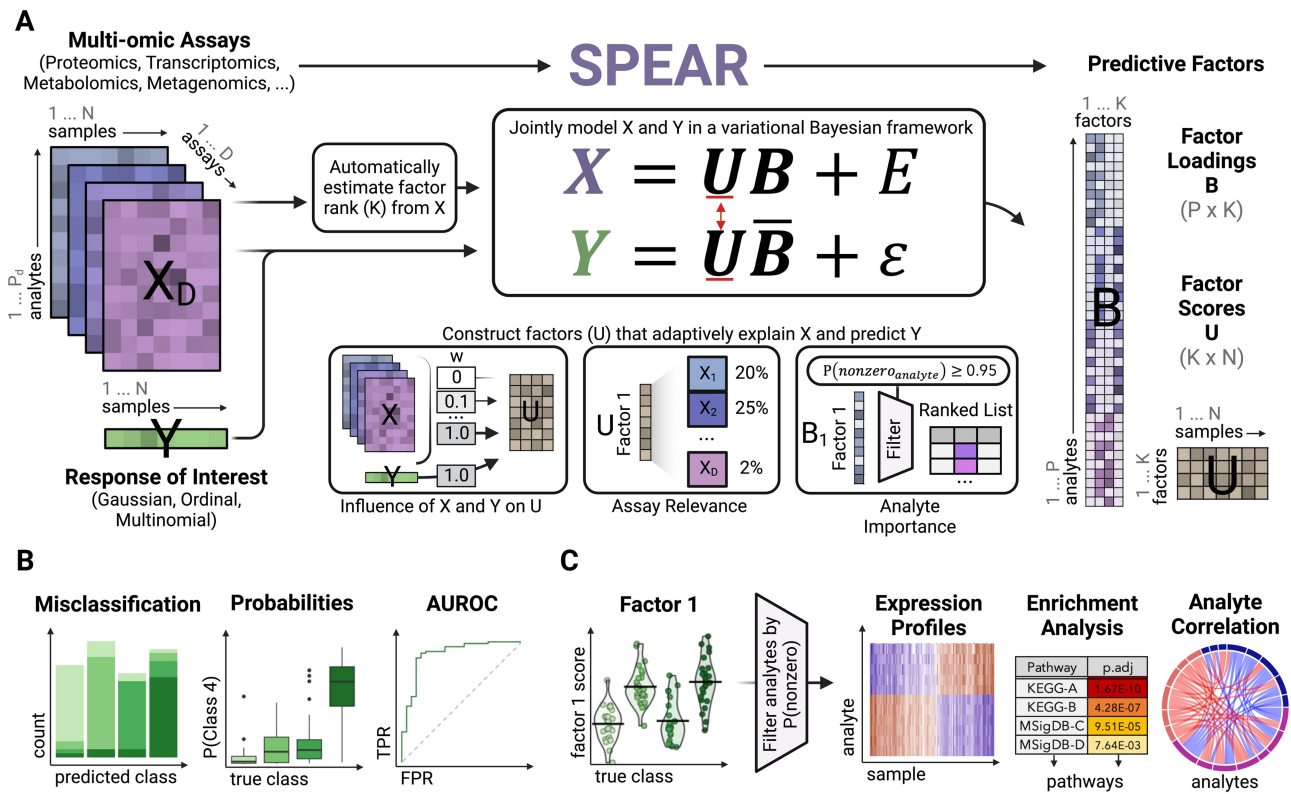 A
Multi-omic Assays
(Proteomics, Transcriptomics,
Metabolomics, Metagenomics, ...)
SPEAR
Predictive Factors
1 ... N
samples
1 ... D
assays
1 ... Pd
analytes
XD
1 ... N
samples
Y
Response of Interest
(Gaussian, Ordinal,
Multinomial)
Automatically
estimate factor
rank (K) from X
Jointly model X and Y in a variational Bayesian framework
X = UB + E
Y = UB̅ + ε
Construct factors (U) that adaptively explain X and predict Y
X
Y
w
0
0.1
...
1.0
1.0
U
Influence of X and Y on U
U
Factor 1
X1 20%
X2 25%
...
XD 2%
Assay Relevance
P(nonzeroanalyte) ≥ 0.95
B1
Factor 1
Filter
Ranked List
...
Analyte
Importance
1 ... K
factors
1 ... P
analytes
B
Factor
Loadings
B
(P x K)
Factor
Scores
U
(K x N)
1 ... N
samples
1 ... K
factors
U
B
Misclassification
count
predicted class
Probabilities
P(Class 4)
true class
AUROC
TPR
FPR
C
Factor 1
factor 1 score
true class
Filter analytes by
P(nonzero)
Expression
Profiles
analyte
sample
Enrichment
Analysis
Pathway p.adj
KEGG-A 1.67E-10
KEGG-B 4.28E-07
MSigDB-C 9.51E-05
MSigDB-D 7.64E-03
pathways
Analyte
Correlation
analytes